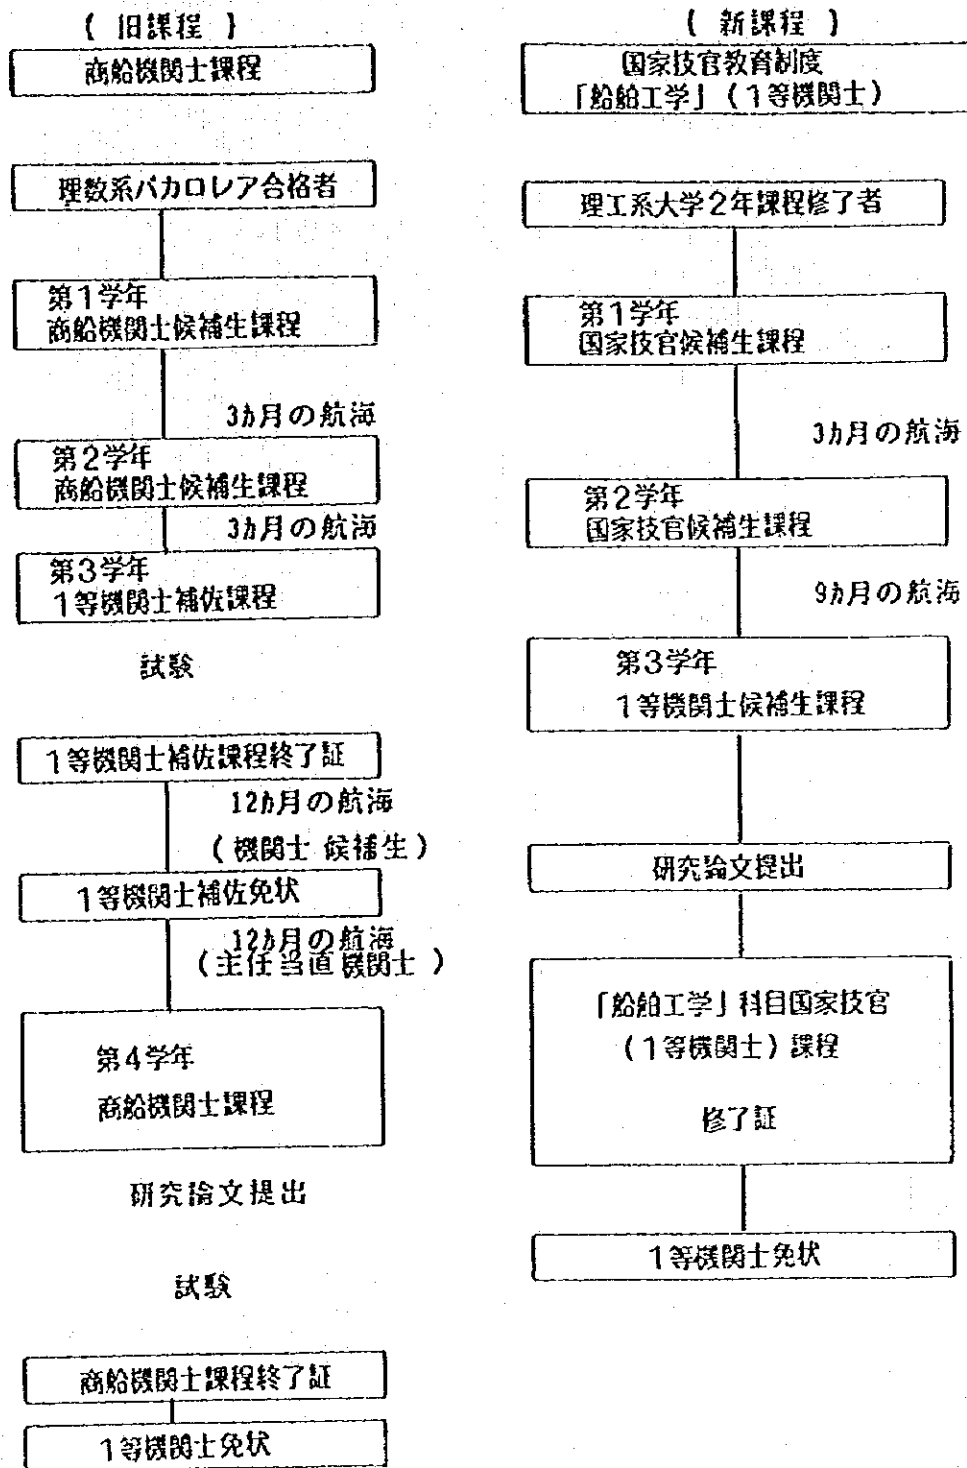 ( 旧課程 )
商船機関士課程
理数系バカロレア合格者
第1学年
商船機関士候補生課程
3ヵ月の航海
第2学年
商船機関士候補生課程
3ヵ月の航海
第3学年
1等機関士補佐課程
試験
1等機関士補佐課程終了証
12ヵ月の航海
(機関士 候補生)
1等機関士補佐免状
12ヵ月の航海
(主任当直機関士 )
第4学年
商船機関士課程
研究論文提出
試験
商船機関士課程終了証
1等機関士免状
( 新課程 )
国家技官教育制度
「船舶工学」(1等機関士)
理工系大学2年課程修了者
第1学年
国家技官候補生課程
3ヵ月の航海
第2学年
国家技官候補生課程
9ヵ月の航海
第3学年
1等機関士候補生課程
研究論文提出
「船舶工学」科目国家技官
(1等機関士)課程
修了証
1等機関士免状